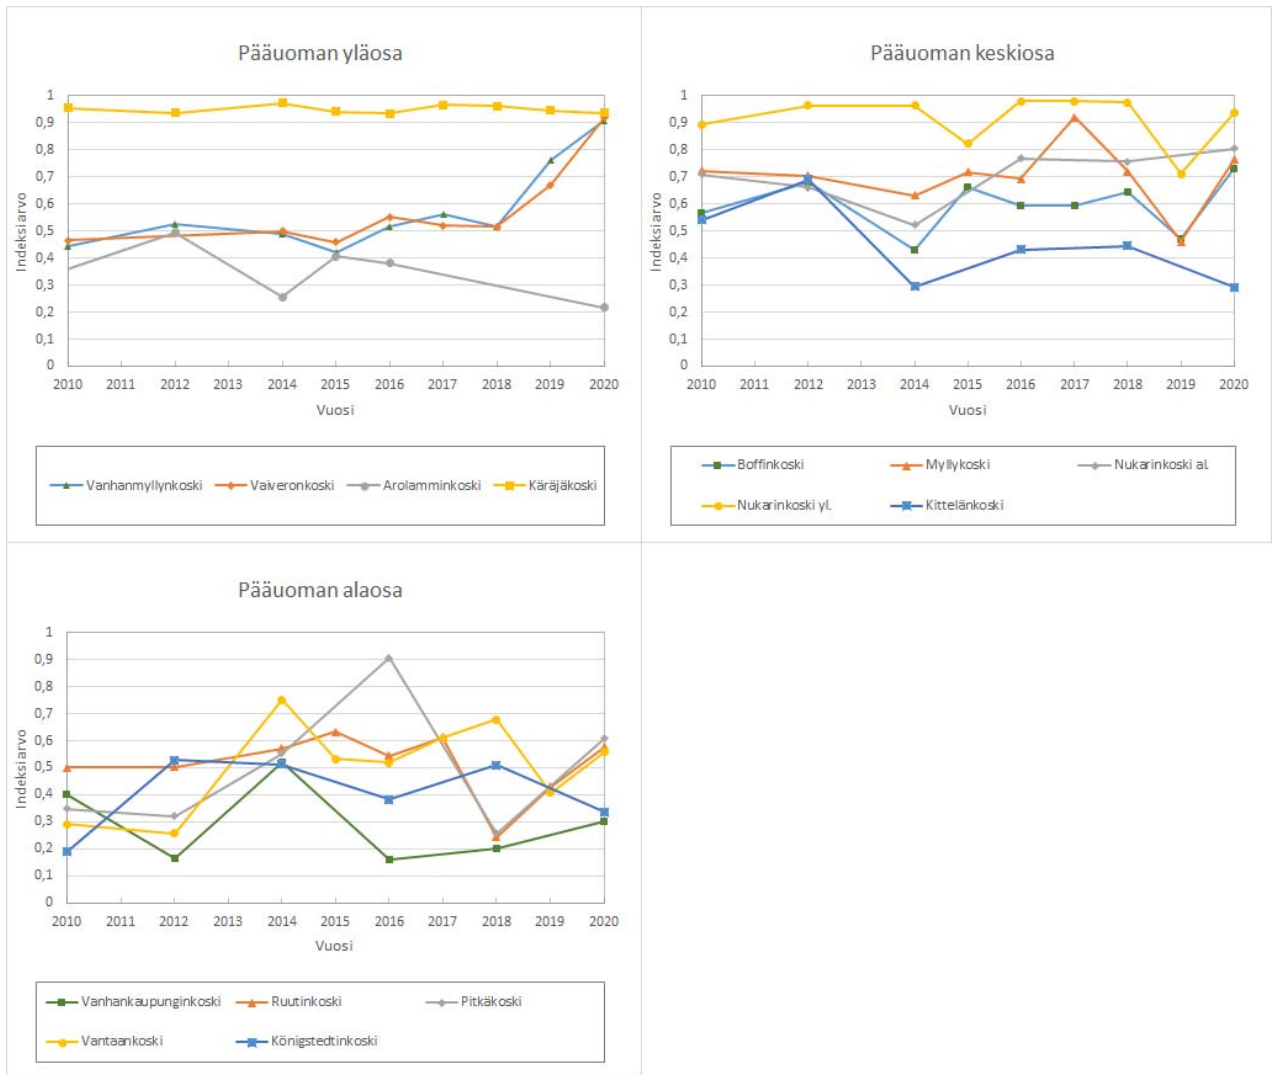 Pääuoman yläosa
1
0,9
0,8
0,7
0,6
0,5
0,4
0,3
0,2
0,1
0
Indeksiarvo
2010 2011 2012 2013 2014 2015 2016 2017 2018 2019 2020
Vuosi
Vanhanmyllynkoski Vaiveronkoski Arolamminkoski Käräjäkoski
Pääuoman keskiosa
1
0,9
0,8
0,7
0,6
0,5
0,4
0,3
0,2
0,1
0
Indeksiarvo
2010 2011 2012 2013 2014 2015 2016 2017 2018 2019 2020
Vuosi
Boffinkoski Myllykoski Nukarinkoski al.
Nukarinkoski yl. Kittelänkoski
Pääuoman alaosa
1
0,9
0,8
0,7
0,6
0,5
0,4
0,3
0,2
0,1
0
Indeksiarvo
2010 2011 2012 2013 2014 2015 2016 2017 2018 2019 2020
Vuosi
Vanhankaupunginkoski Ruutinkoski Pitkäkoski
Vantaankoski Königstedtinkoski